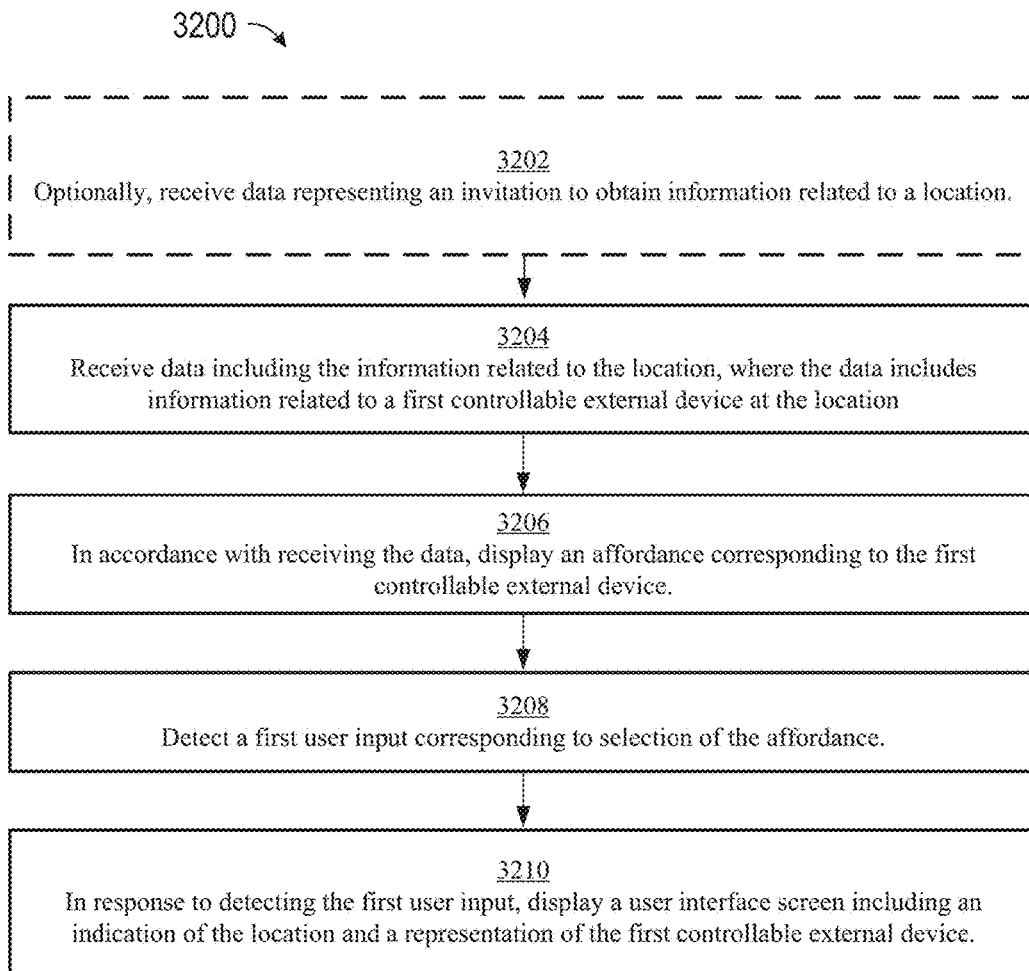 3200
3202
Optionally, receive data representing an invitation to obtain information related to a location.
3204
Receive data including the information related to the location, where the data includes
information related to a first controllable external device at the location
3206
In accordance with receiving the data, display an affordance corresponding to the first
controllable external device.
3208
Detect a first user input corresponding to selection of the affordance.
3210
In response to detecting the first user input, display a user interface screen including an
indication of the location and a representation of the first controllable external device.